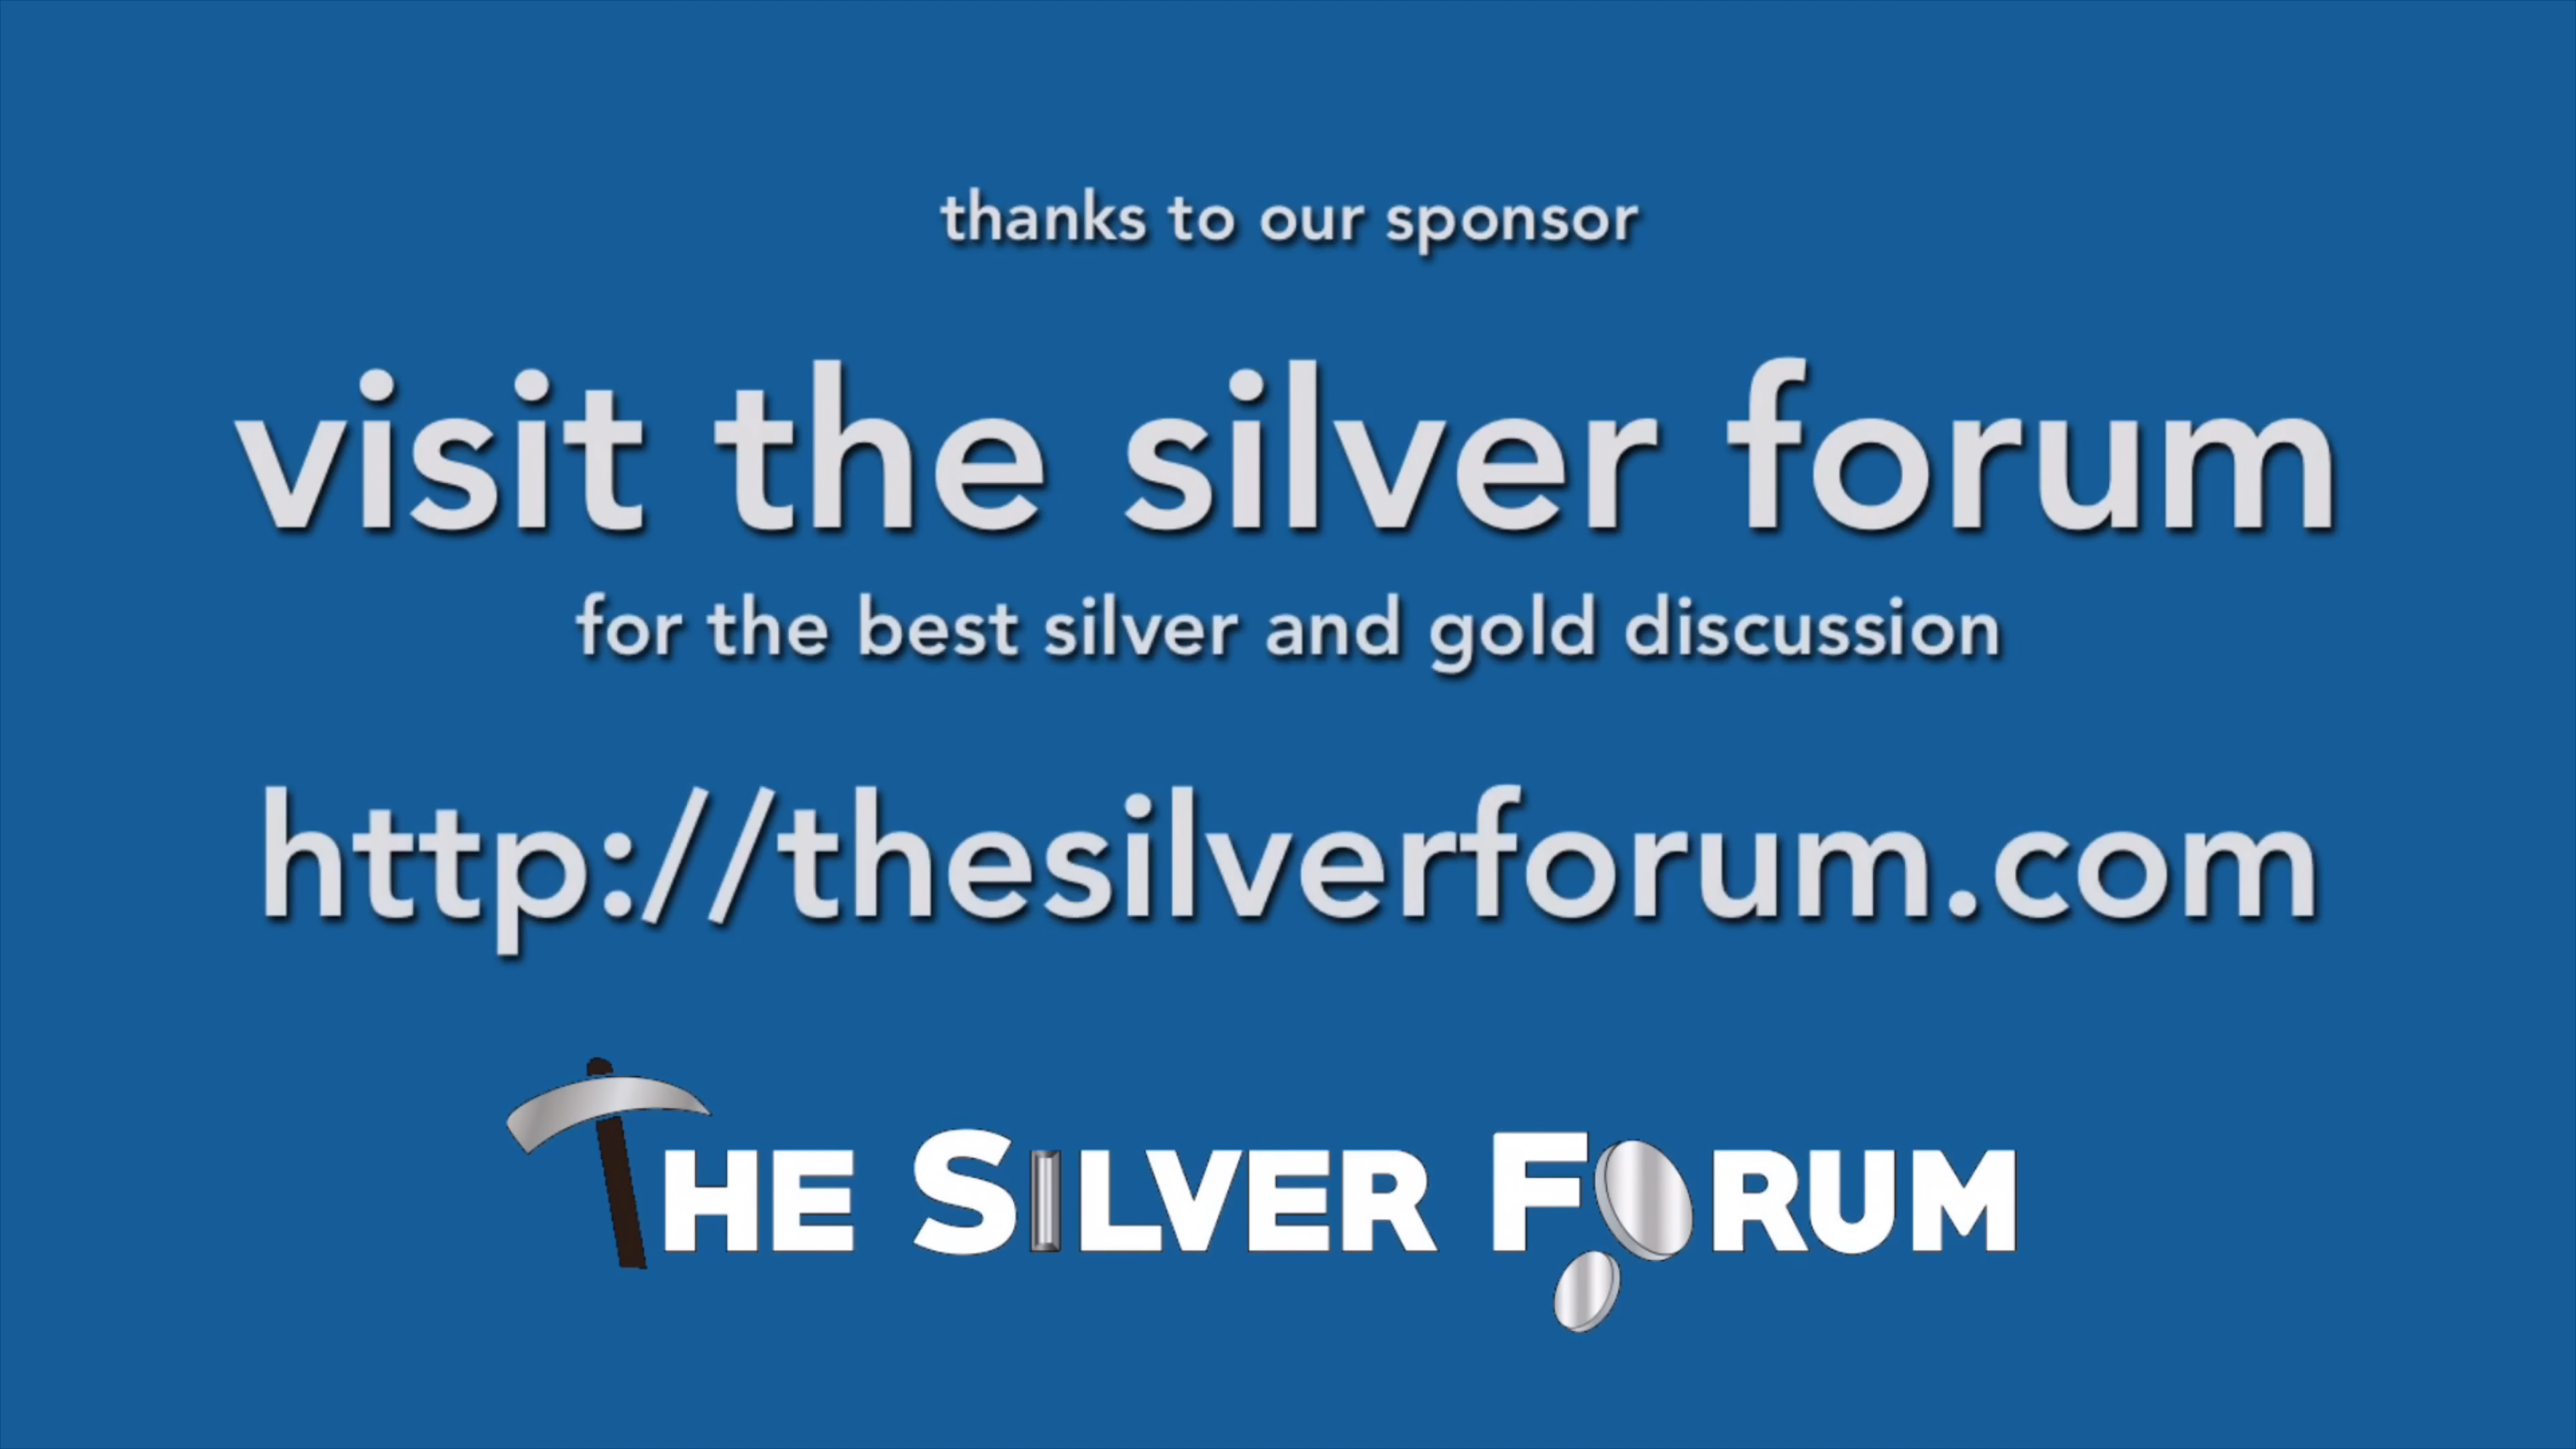 thanks to our sponsor
visit the silver forum
for the best silver and gold discussion
http://thesilverforum.com
THE SILVER FORUM